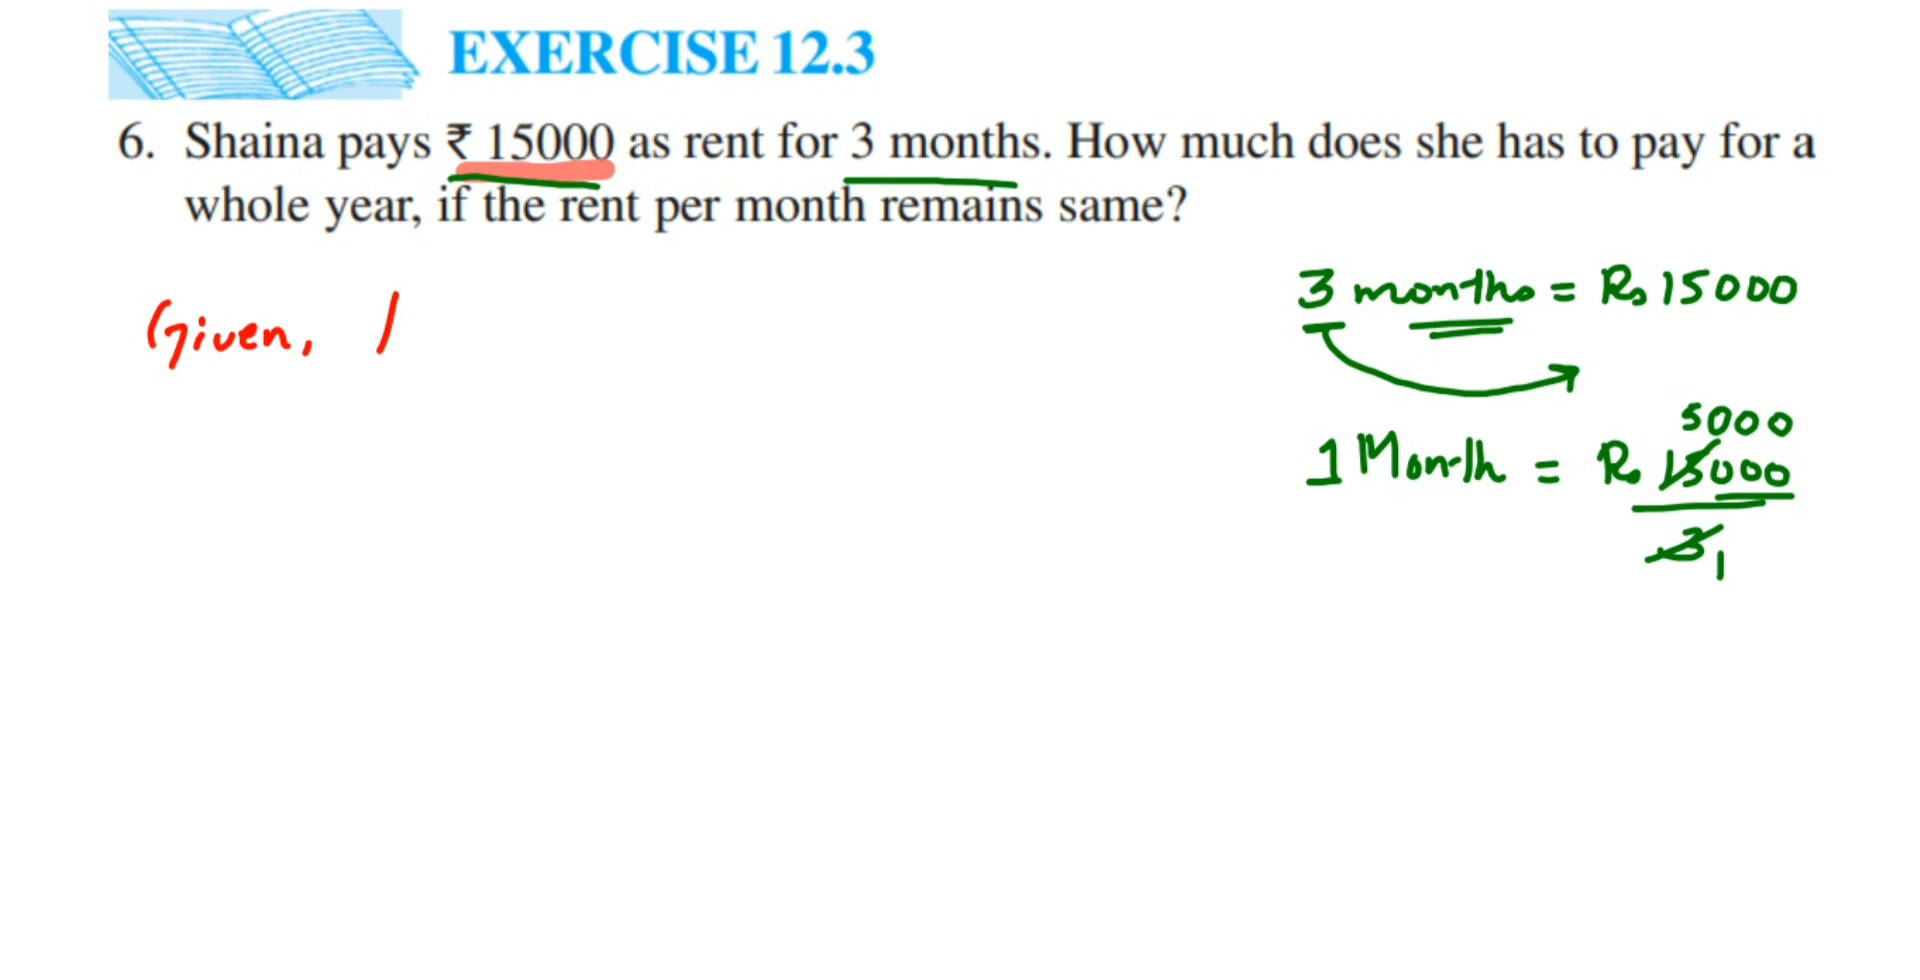 EXERCISE 12.3
6. Shaina pays ₹ 15000 as rent for 3 months. How much does she has to pay for a
whole year, if the rent per month remains same?
3 months = Rs 15000
Given,
5000
1 Month = Rs 15000
3 1